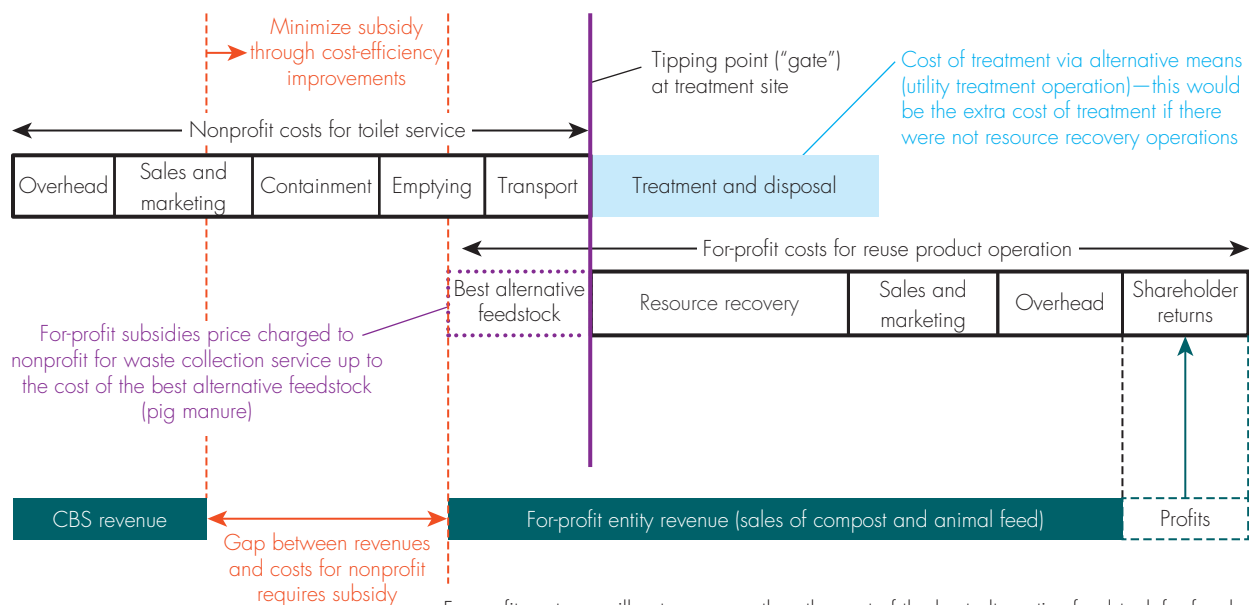 Minimize subsidy
through cost-efficiency
improvements
Tipping point (“gate”)
at treatment site
Cost of treatment via alternative means
(utility treatment operation)—this would
be the extra cost of treatment if there
were not resource recovery operations
Nonprofit costs for toilet service
Overhead
Sales and
marketing
Containment
Emptying
Transport
Treatment and disposal
For-profit costs for reuse product operation
Best alternative
feedstock
Resource recovery
Sales and
marketing
Overhead
Shareholder
returns
For-profit subsidies price charged to
nonprofit for waste collection service up to
the cost of the best alternative feedstock
(pig manure)
CBS revenue
For-profit entity revenue (sales of compost and animal feed)
Profits
Gap between revenues
and costs for nonprofit
requires subsidy